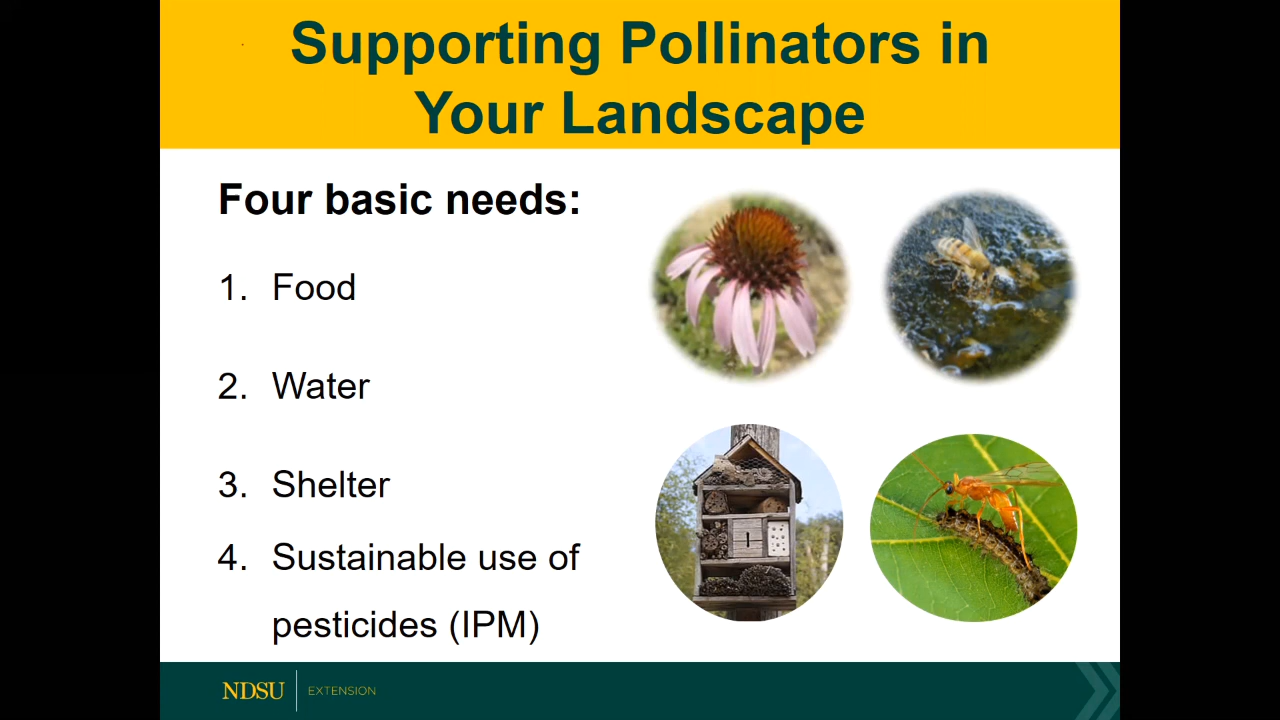 Supporting Pollinators in
Your Landscape
Four basic needs:
1. Food
2. Water
3. Shelter
4. Sustainable use of
pesticides (IPM)
NDSU EXTENSION